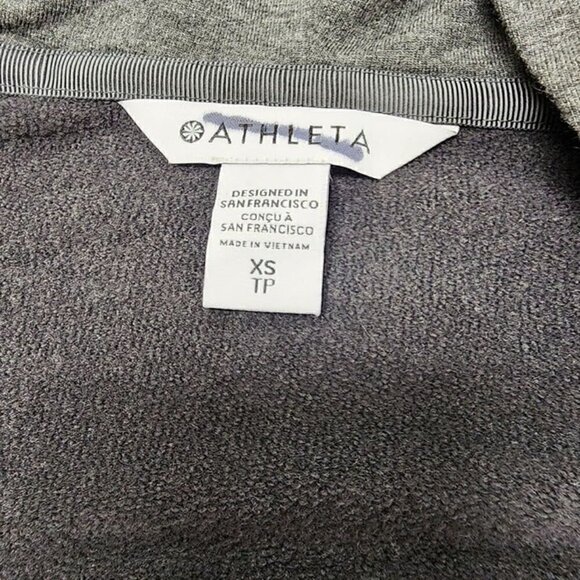 ATHLETA
DESIGNED IN
SAN FRANCISCO
CONÇU À
SAN FRANCISCO
MADE IN VIETNAM
XS
TP